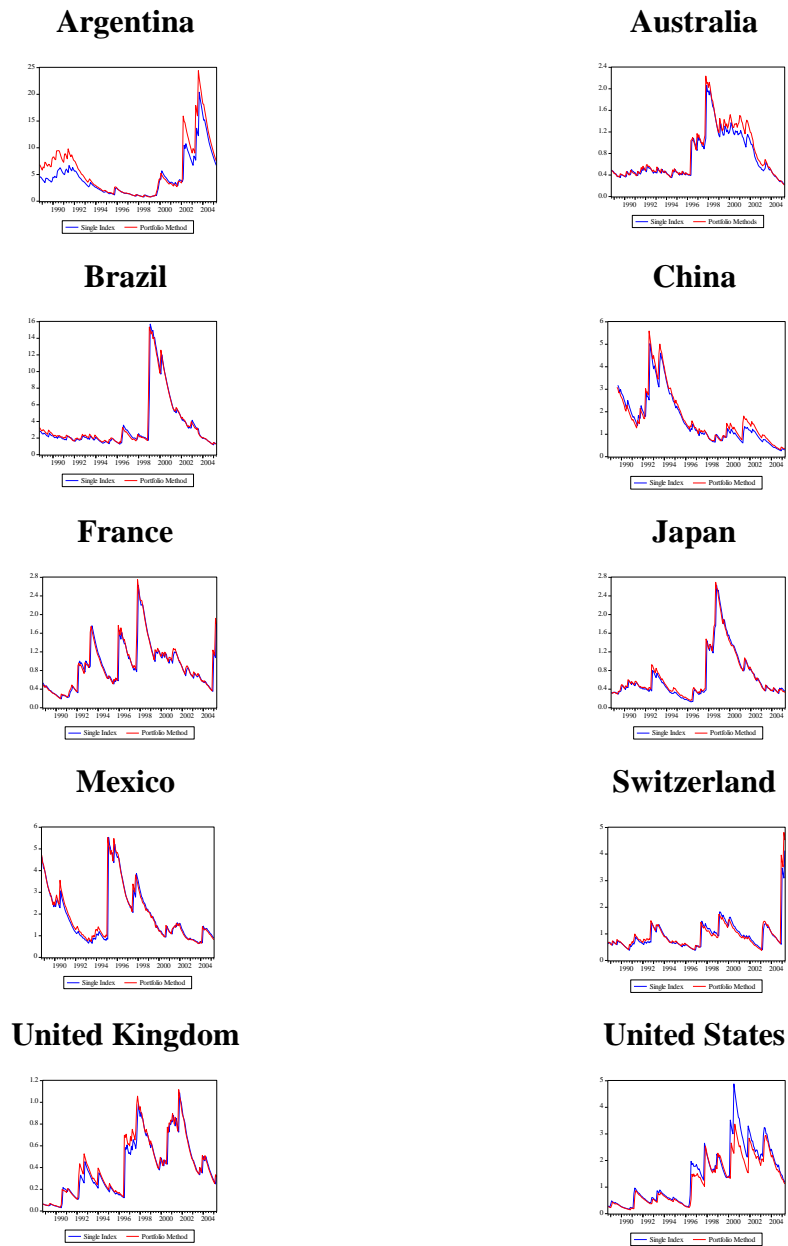 Argentina
25
20
15
10
5
0
1990 1992 1994 1996 1998 2000 2002 2004
Single Index Portfolio Method
Australia
2.4
2.0
1.6
1.2
0.8
0.4
0.0
1990 1992 1994 1996 1998 2000 2002 2004
Single Index Portfolio Methods
Brazil
16
14
12
10
8
6
4
2
0
1990 1992 1994 1996 1998 2000 2002 2004
Single Index Portfolio Method
China
6
5
4
3
2
1
0
1990 1992 1994 1996 1998 2000 2002 2004
Single Index Portfolio Method
France
2.8
2.4
2.0
1.6
1.2
0.8
0.4
0.0
1990 1992 1994 1996 1998 2000 2002 2004
Single Index Portfolio Method
Japan
2.8
2.4
2.0
1.6
1.2
0.8
0.4
0.0
1990 1992 1994 1996 1998 2000 2002 2004
Single Index Portfolio Method
Mexico
6
5
4
3
2
1
0
1990 1992 1994 1996 1998 2000 2002 2004
Single Index Portfolio Method
Switzerland
5
4
3
2
1
0
1990 1992 1994 1996 1998 2000 2002 2004
Single Index Portfolio Method
United Kingdom
1.2
1.0
0.8
0.6
0.4
0.2
0.0
1990 1992 1994 1996 1998 2000 2002 2004
Single Index Portfolio Method
United States
5
4
3
2
1
0
1990 1992 1994 1996 1998 2000 2002 2004
Single Index Portfolio Method